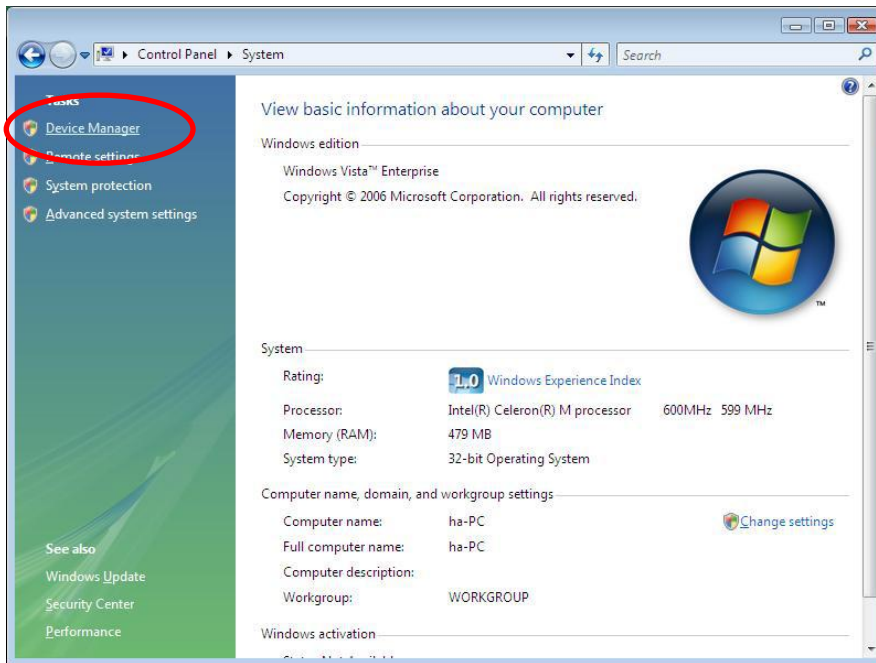 Control Panel ▸ System
Search
Tasks
Device Manager
Remote settings
System protection
Advanced system settings
See also
Windows Update
Security Center
Performance
View basic information about your computer
Windows edition
Windows Vista™ Enterprise
Copyright © 2006 Microsoft Corporation. All rights reserved.
TM
System
Rating: 1,0 Windows Experience Index
Processor: Intel(R) Celeron(R) M processor 600MHz 599 MHz
Memory (RAM): 479 MB
System type: 32-bit Operating System
Computer name, domain, and workgroup settings
Computer name: ha-PC Change settings
Full computer name: ha-PC
Computer description:
Workgroup: WORKGROUP
Windows activation